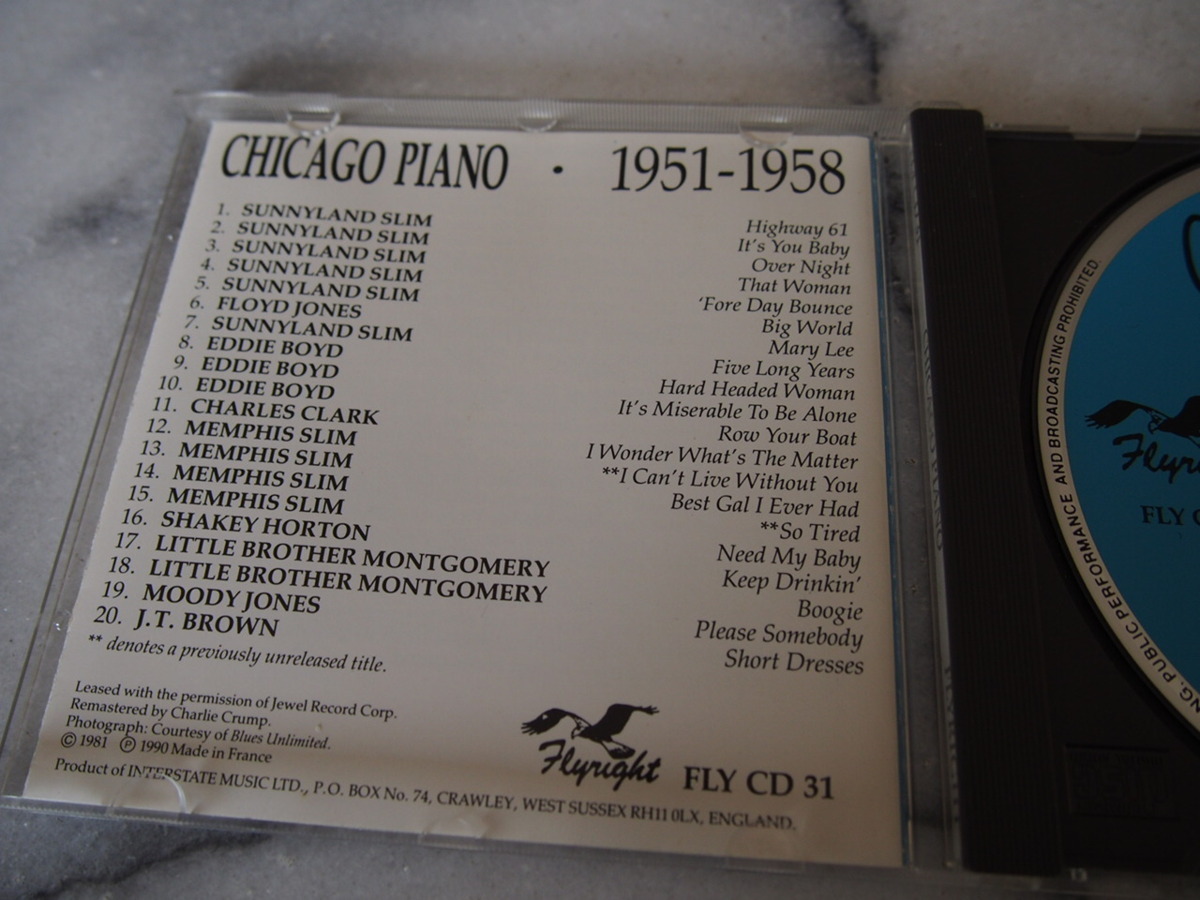 CHICAGO PIANO · 1951-1958
1. SUNNYLAND SLIM Highway 61
2. SUNNYLAND SLIM It's You Baby
3. SUNNYLAND SLIM Over Night
4. SUNNYLAND SLIM That Woman
5. SUNNYLAND SLIM 'Fore Day Bounce
6. FLOYD JONES Big World
7. SUNNYLAND SLIM Mary Lee
8. EDDIE BOYD Five Long Years
9. EDDIE BOYD Hard Headed Woman
10. EDDIE BOYD It's Miserable To Be Alone
11. CHARLES CLARK Row Your Boat
12. MEMPHIS SLIM I Wonder What's The Matter
13. MEMPHIS SLIM **I Can't Live Without You
14. MEMPHIS SLIM Best Gal I Ever Had
15. MEMPHIS SLIM **So Tired
16. SHAKEY HORTON Need My Baby
17. LITTLE BROTHER MONTGOMERY Keep Drinkin'
18. LITTLE BROTHER MONTGOMERY Boogie
19. MOODY JONES Please Somebody
20. J.T. BROWN Short Dresses
** denotes a previously unreleased title.
Leased with the permission of Jewel Record Corp.
Remastered by Charlie Crump.
Photograph: Courtesy of Blues Unlimited.
© 1981 ℗ 1990 Made in France
Flyright FLY CD 31
Product of INTERSTATE MUSIC LTD., P.O. BOX No. 74, CRAWLEY, WEST SUSSEX RH11 0LX, ENGLAND.
PUBLIC PERFORMANCE AND BROADCASTING PROHIBITED.
FLY